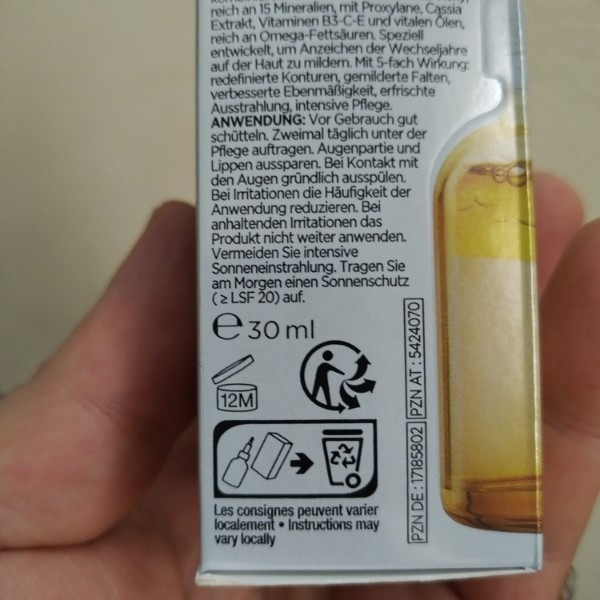 reich an 15 Mineralien, mit Proxylane, Cassia
Extrakt, Vitaminen B3-C-E und vitalen Ölen,
reich an Omega-Fettsäuren. Speziell
entwickelt, um Anzeichen der Wechseljahre
auf der Haut zu mildern. Mit 5-fach Wirkung:
redefinierte Konturen, gemilderte Falten,
verbesserte Ebenmäßigkeit, erfrischte
Ausstrahlung, intensive Pflege.
ANWENDUNG: Vor Gebrauch gut
schütteln. Zweimal täglich unter der
Pflege auftragen. Augenpartie und
Lippen aussparen. Bei Kontakt mit
den Augen gründlich ausspülen.
Bei Irritationen die Häufigkeit der
Anwendung reduzieren. Bei
anhaltenden Irritationen das
Produkt nicht weiter anwenden.
Vermeiden Sie intensive
Sonneneinstrahlung. Tragen Sie
am Morgen einen Sonnenschutz
(≥ LSF 20) auf.
℮ 30 ml
12M
Les consignes peuvent varier
localement • Instructions may
vary locally
PZN DE : 17185802
PZN AT : 5424070